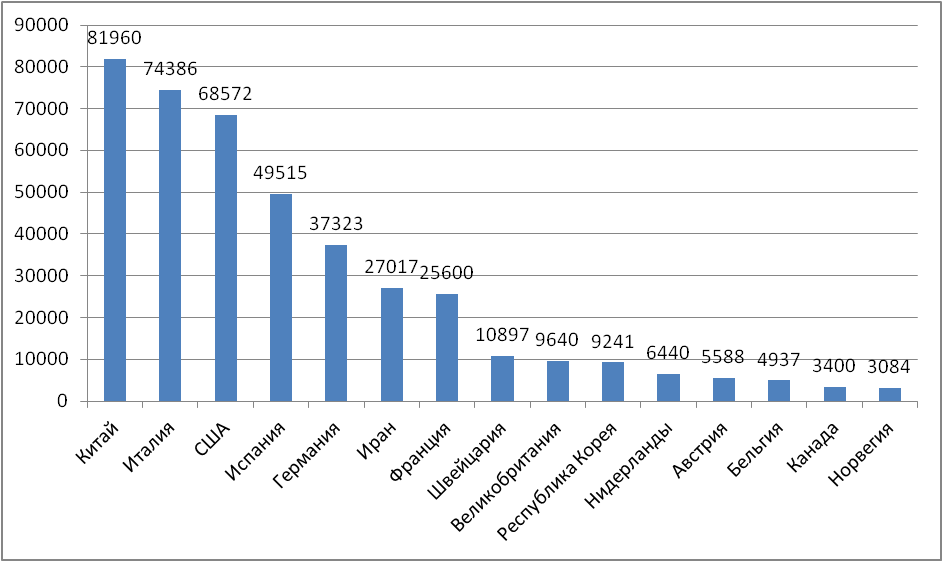 90000
80000
70000
60000
50000
40000
30000
20000
10000
0
81960
74386
68572
49515
37323
27017
25600
10897
9640
9241
6440
5588
4937
3400
3084
Китай
Италия
США
Испания
Германия
Иран
Франция
Швейцария
Великобритания
Республика Корея
Нидерланды
Австрия
Бельгия
Канада
Норвегия